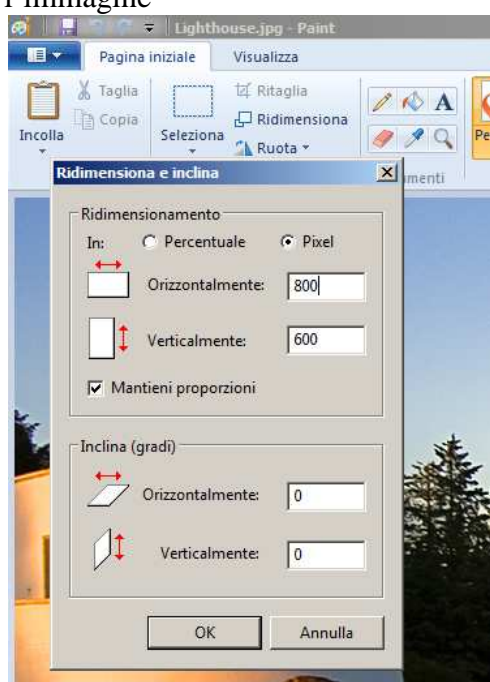 l'immagine
Lighthouse.jpg - Paint
Pagina iniziale Visualizza
Taglia
Copia
Incolla
Seleziona
Ritaglia
Ridimensiona
Ruota
A
Pe
Ridimensiona e inclina
menti
Ridimensionamento
In: Percentuale Pixel
Orizzontalmente: 800
Verticalmente: 600
Mantieni proporzioni
Inclina (gradi)
Orizzontalmente: 0
Verticalmente: 0
OK Annulla